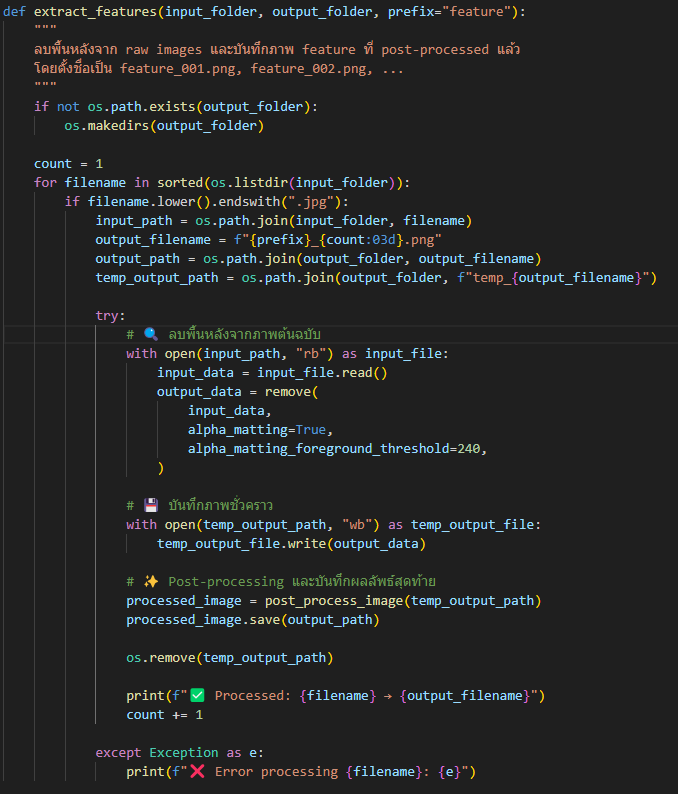 def extract_features(input_folder, output_folder, prefix="feature"):
    """
    ลบพื้นหลังจาก raw images และบันทึกภาพ feature ที่ post-processed แล้ว
    โดยตั้งชื่อเป็น feature_001.png, feature_002.png, ...
    """
    if not os.path.exists(output_folder):
        os.makedirs(output_folder)

    count = 1
    for filename in sorted(os.listdir(input_folder)):
        if filename.lower().endswith(".jpg"):
            input_path = os.path.join(input_folder, filename)
            output_filename = f"{prefix}_{count:03d}.png"
            output_path = os.path.join(output_folder, output_filename)
            temp_output_path = os.path.join(output_folder, f"temp_{output_filename}")

            try:
                # 🔍 ลบพื้นหลังจากภาพต้นฉบับ
                with open(input_path, "rb") as input_file:
                    input_data = input_file.read()
                    output_data = remove(
                        input_data,
                        alpha_matting=True,
                        alpha_matting_foreground_threshold=240,
                    )

                # 💾 บันทึกภาพชั่วคราว
                with open(temp_output_path, "wb") as temp_output_file:
                    temp_output_file.write(output_data)

                # ✨ Post-processing และบันทึกผลลัพธ์สุดท้าย
                processed_image = post_process_image(temp_output_path)
                processed_image.save(output_path)

                os.remove(temp_output_path)

                print(f"✅ Processed: {filename} → {output_filename}")
                count += 1

            except Exception as e:
                print(f"❌ Error processing {filename}: {e}")